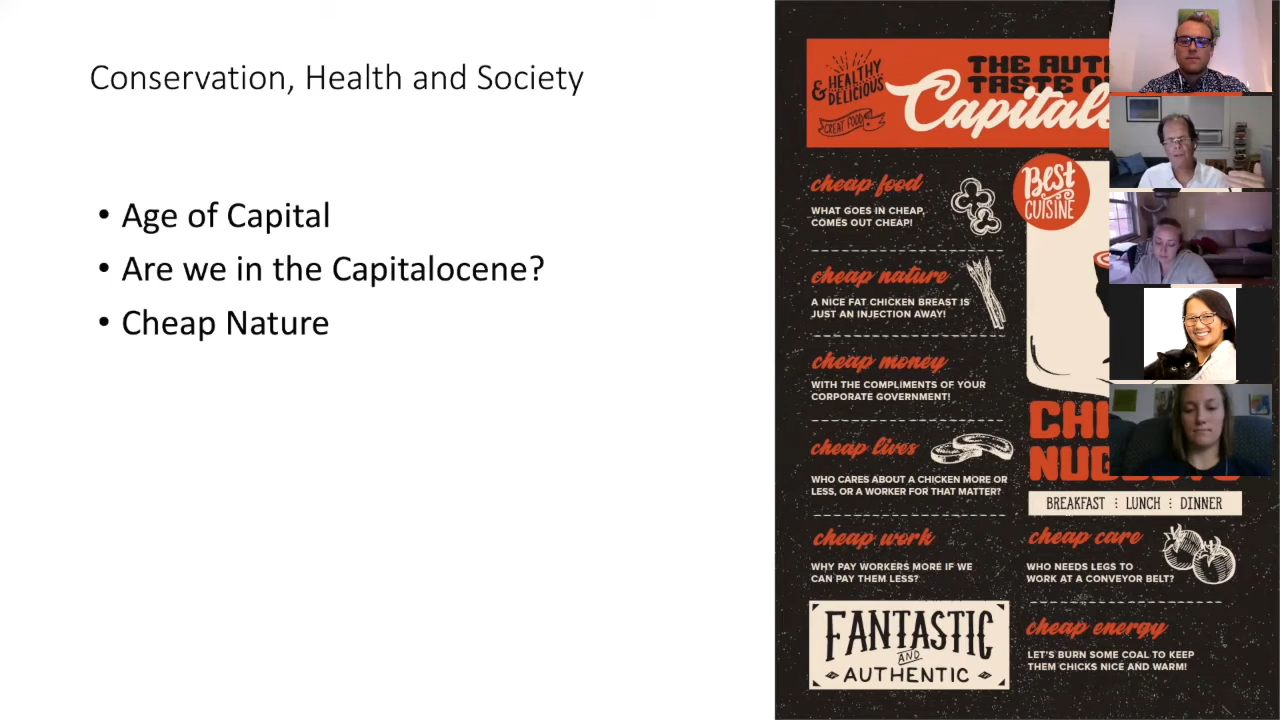 Conservation, Health and Society
• Age of Capital
• Are we in the Capitalocene?
• Cheap Nature
& HEALTHY
DELICIOUS
GREAT FOOD
THE
TASTE
cheap food
WHAT GOES IN CHEAP,
COMES OUT CHEAP!
BEST
CUISINE
cheap nature
A NICE FAT CHICKEN BREAST IS
JUST AN INJECTION AWAY!
cheap money
WITH THE COMPLIMENTS OF YOUR
CORPORATE GOVERNMENT!
cheap lives
WHO CARES ABOUT A CHICKEN MORE OR
LESS, OR A WORKER FOR THAT MATTER?
BREAKFAST : LUNCH : DINNER
cheap work
WHY PAY WORKERS MORE IF WE
CAN PAY THEM LESS?
cheap care
WHO NEEDS LEGS TO
WORK AT A CONVEYOR BELT?
FANTASTIC
AND
AUTHENTIC
cheap energy
LET'S BURN SOME COAL TO KEEP
THEM CHICKS NICE AND WARM!